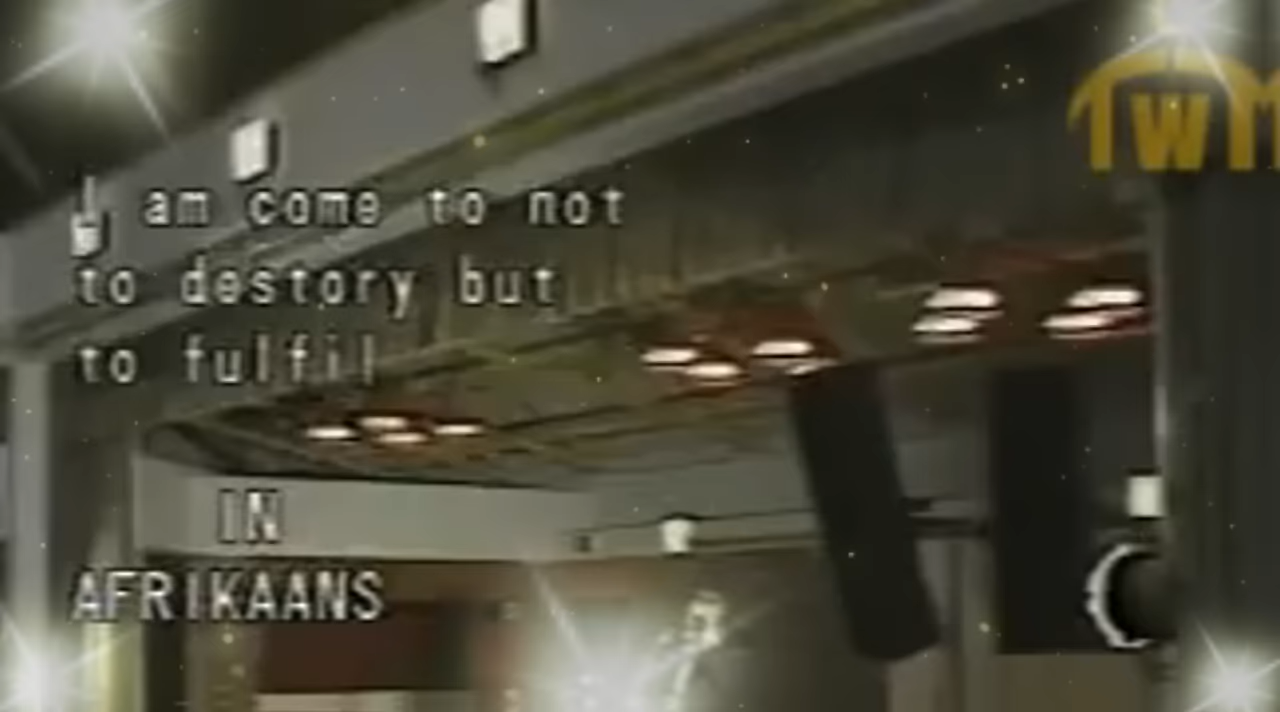 I am come to not
to destory but
to fulfil
IN
AFRIKAANS
TWM